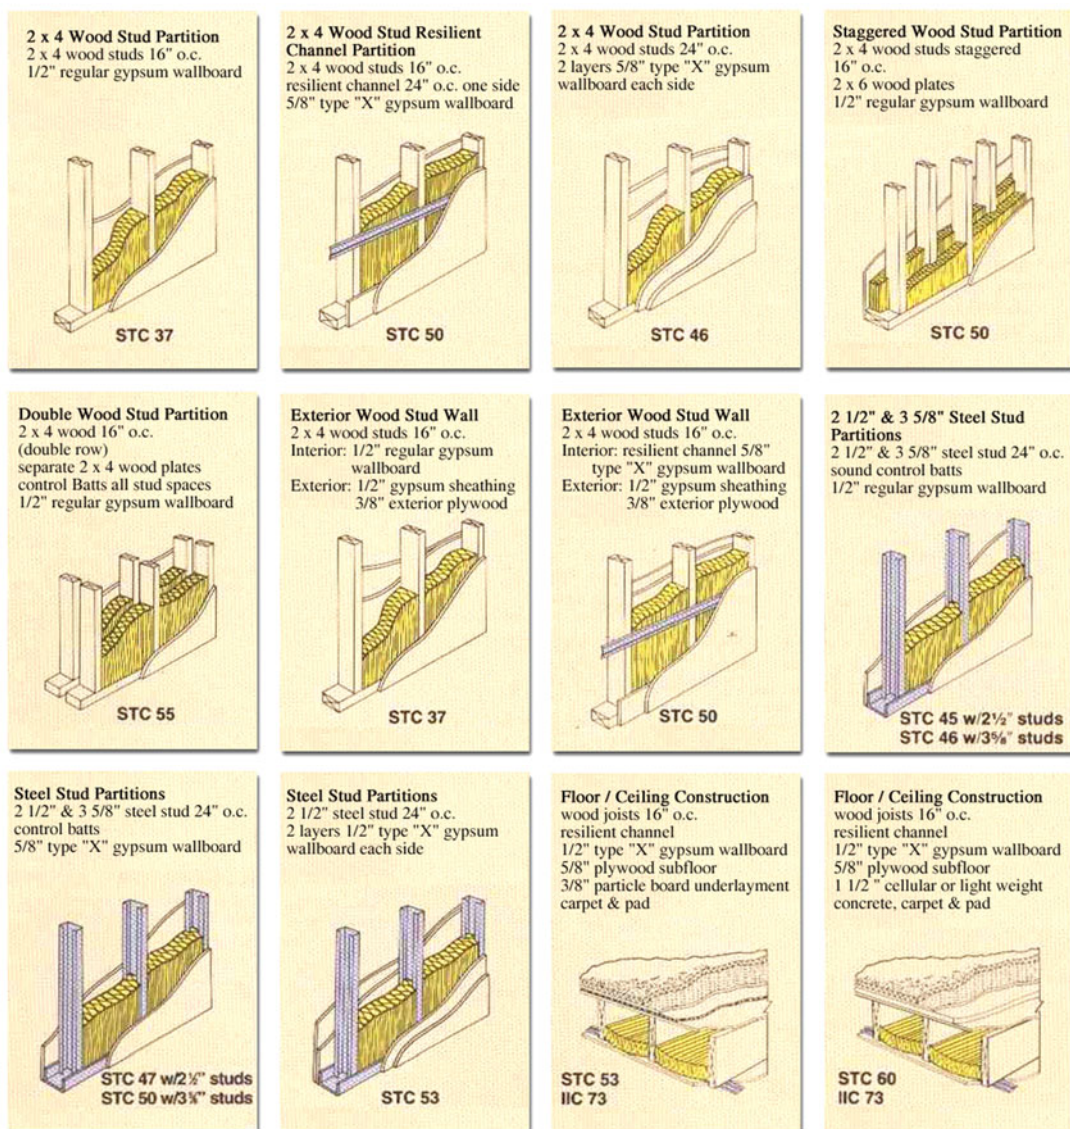 2 x 4 Wood Stud Partition
2 x 4 wood studs 16" o.c.
1/2" regular gypsum wallboard
STC 37
2 x 4 Wood Stud Resilient
Channel Partition
2 x 4 wood studs 16" o.c.
resilient channel 24" o.c. one side
5/8" type "X" gypsum wallboard
STC 50
2 x 4 Wood Stud Partition
2 x 4 wood studs 24" o.c.
2 layers 5/8" type "X" gypsum
wallboard each side
STC 46
Staggered Wood Stud Partition
2 x 4 wood studs staggered
16" o.c.
2 x 6 wood plates
1/2" regular gypsum wallboard
STC 50
Double Wood Stud Partition
2 x 4 wood 16" o.c.
(double row)
separate 2 x 4 wood plates
control Batts all stud spaces
1/2" regular gypsum wallboard
STC 55
Exterior Wood Stud Wall
2 x 4 wood studs 16" o.c.
Interior: 1/2" regular gypsum
wallboard
Exterior: 1/2" gypsum sheathing
3/8" exterior plywood
STC 37
Exterior Wood Stud Wall
2 x 4 wood studs 16" o.c.
Interior: resilient channel 5/8"
type "X" gypsum wallboard
Exterior: 1/2" gypsum sheathing
3/8" exterior plywood
STC 50
2 1/2" & 3 5/8" Steel Stud
Partitions
2 1/2" & 3 5/8" steel stud 24" o.c.
sound control batts
1/2" regular gypsum wallboard
STC 45 w/2½" studs
STC 46 w/3⅝" studs
Steel Stud Partitions
2 1/2" & 3 5/8" steel stud 24" o.c.
control batts
5/8" type "X" gypsum wallboard
STC 47 w/2½" studs
STC 50 w/3⅝" studs
Steel Stud Partitions
2 1/2" steel stud 24" o.c.
2 layers 1/2" type "X" gypsum
wallboard each side
STC 53
Floor / Ceiling Construction
wood joists 16" o.c.
resilient channel
1/2" type "X" gypsum wallboard
5/8" plywood subfloor
3/8" particle board underlayment
carpet & pad
STC 53
IIC 73
Floor / Ceiling Construction
wood joists 16" o.c.
resilient channel
1/2" type "X" gypsum wallboard
5/8" plywood subfloor
1 1/2 " cellular or light weight
concrete, carpet & pad
STC 60
IIC 73